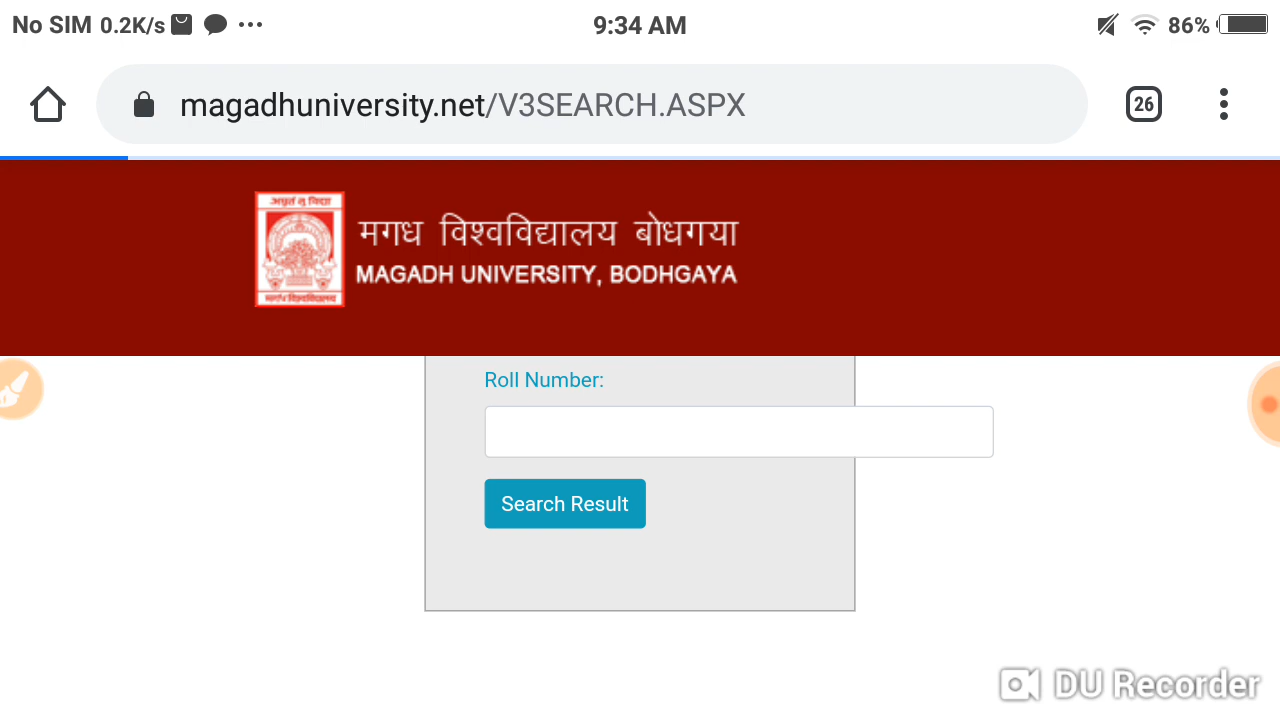 No SIM 0.2K/s 9:34 AM 86%
magadhuniversity.net/V3SEARCH.ASPX 26
मगध विश्वविद्यालय बोधगया
MAGADH UNIVERSITY, BODHGAYA
Roll Number:
Search Result
DU Recorder